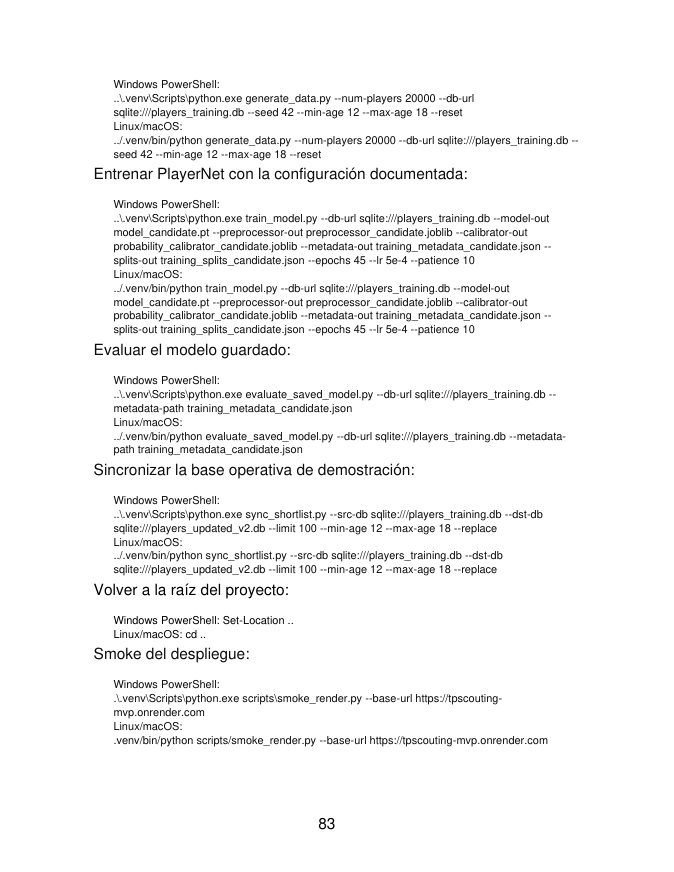 Windows PowerShell:
..\.venv\Scripts\python.exe generate_data.py --num-players 20000 --db-url
sqlite:///players_training.db --seed 42 --min-age 12 --max-age 18 --reset
Linux/macOS:
../.venv/bin/python generate_data.py --num-players 20000 --db-url sqlite:///players_training.db --
seed 42 --min-age 12 --max-age 18 --reset
Entrenar PlayerNet con la configuración documentada:
Windows PowerShell:
..\.venv\Scripts\python.exe train_model.py --db-url sqlite:///players_training.db --model-out
model_candidate.pt --preprocessor-out preprocessor_candidate.joblib --calibrator-out
probability_calibrator_candidate.joblib --metadata-out training_metadata_candidate.json --
splits-out training_splits_candidate.json --epochs 45 --lr 5e-4 --patience 10
Linux/macOS:
../.venv/bin/python train_model.py --db-url sqlite:///players_training.db --model-out
model_candidate.pt --preprocessor-out preprocessor_candidate.joblib --calibrator-out
probability_calibrator_candidate.joblib --metadata-out training_metadata_candidate.json --
splits-out training_splits_candidate.json --epochs 45 --lr 5e-4 --patience 10
Evaluar el modelo guardado:
Windows PowerShell:
..\.venv\Scripts\python.exe evaluate_saved_model.py --db-url sqlite:///players_training.db --
metadata-path training_metadata_candidate.json
Linux/macOS:
../.venv/bin/python evaluate_saved_model.py --db-url sqlite:///players_training.db --metadata-
path training_metadata_candidate.json
Sincronizar la base operativa de demostración:
Windows PowerShell:
..\.venv\Scripts\python.exe sync_shortlist.py --src-db sqlite:///players_training.db --dst-db
sqlite:///players_updated_v2.db --limit 100 --min-age 12 --max-age 18 --replace
Linux/macOS:
../.venv/bin/python sync_shortlist.py --src-db sqlite:///players_training.db --dst-db
sqlite:///players_updated_v2.db --limit 100 --min-age 12 --max-age 18 --replace
Volver a la raíz del proyecto:
Windows PowerShell: Set-Location ..
Linux/macOS: cd ..
Smoke del despliegue:
Windows PowerShell:
.\.venv\Scripts\python.exe scripts\smoke_render.py --base-url https://tpscouting-
mvp.onrender.com
Linux/macOS:
.venv/bin/python scripts/smoke_render.py --base-url https://tpscouting-mvp.onrender.com
83